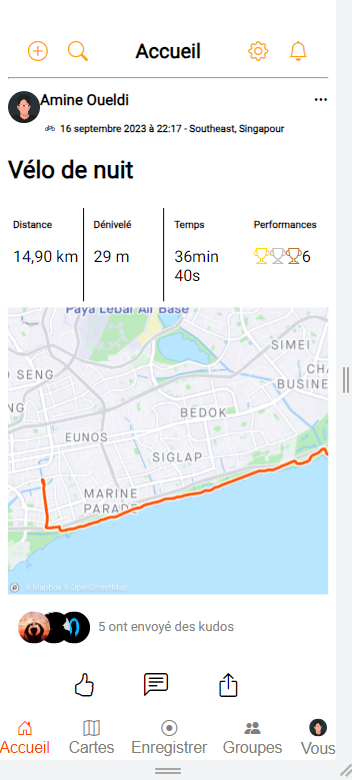 Accueil
Amine Oueldi
16 septembre 2023 à 22:17 - Southeast, Singapour
Vélo de nuit
Distance Dénivelé Temps Performances
14,90 km 29 m 36min 40s 6
Paya Lebar Air Base
SIMEI
CHA
BUSINE
O SENG
NG
BEDOK
EUNOS
SIGLAP
MARINE
PARADE
© Mapbox © OpenStreetMap
5 ont envoyé des kudos
Accueil Cartes Enregistrer Groupes Vous